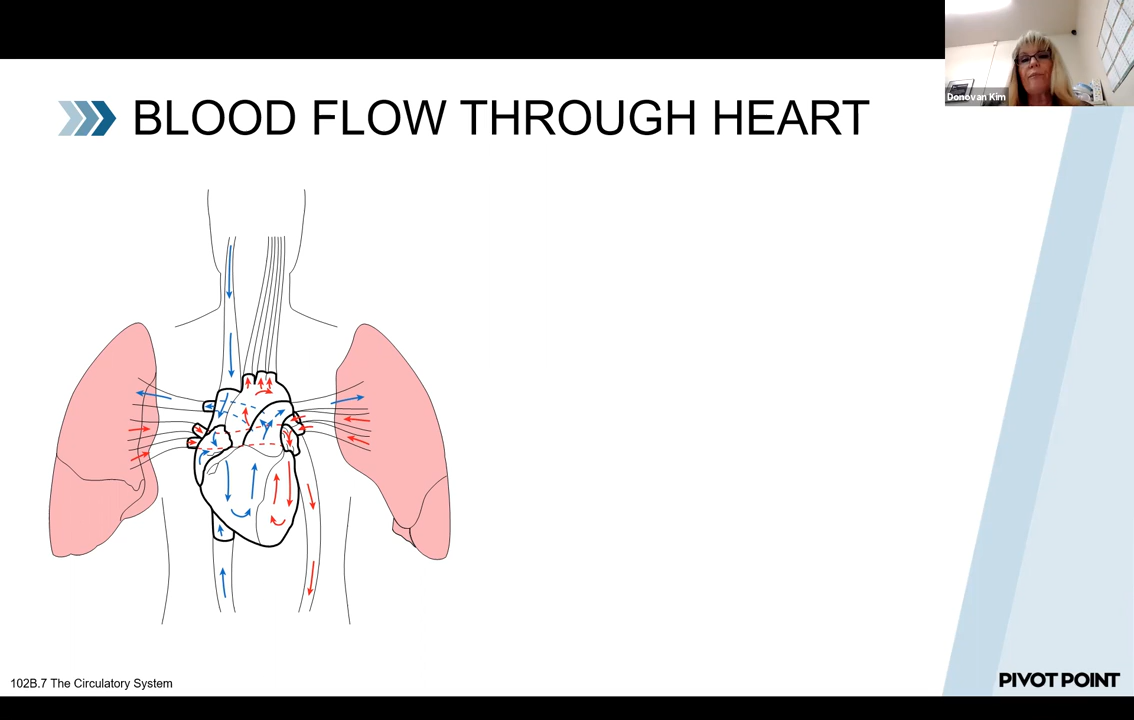 Donovan Kim
BLOOD FLOW THROUGH HEART
102B.7 The Circulatory System
PIVOT POINT